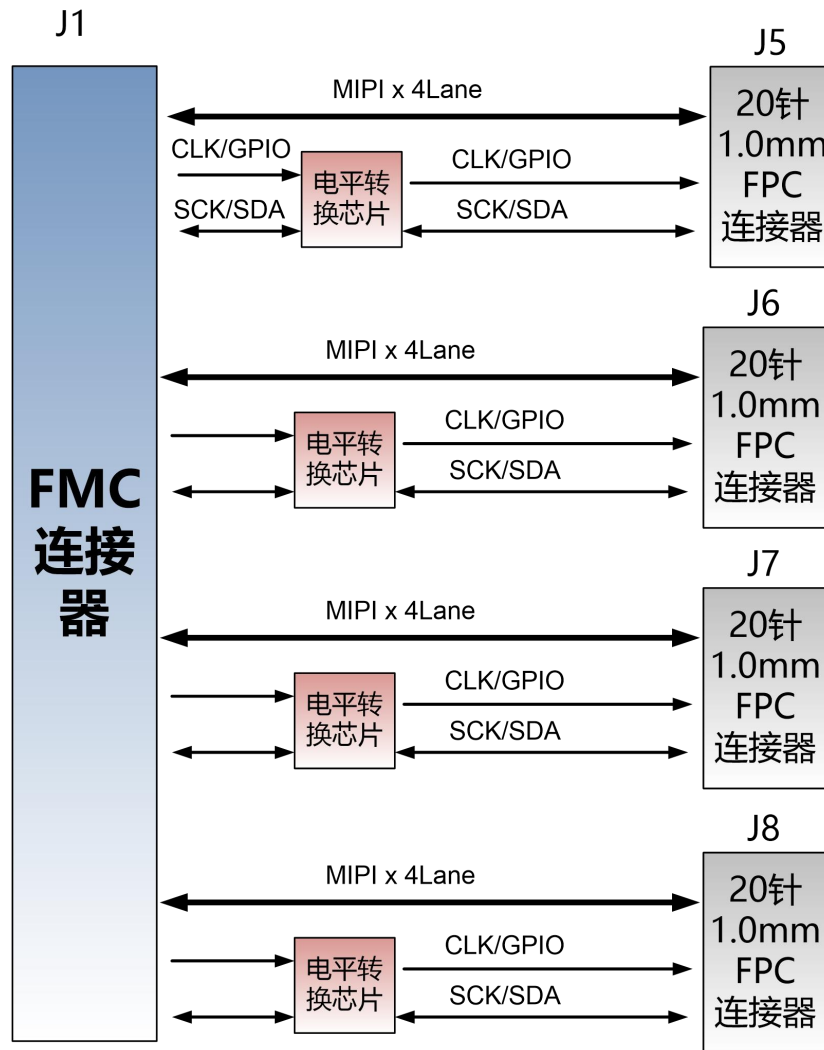 J1
FMC
连接
器
J5
MIPI x 4Lane
CLK/GPIO
SCK/SDA
电平转
换芯片
CLK/GPIO
SCK/SDA
20针
1.0mm
FPC
连接器
J6
MIPI x 4Lane
电平转
换芯片
CLK/GPIO
SCK/SDA
20针
1.0mm
FPC
连接器
J7
MIPI x 4Lane
电平转
换芯片
CLK/GPIO
SCK/SDA
20针
1.0mm
FPC
连接器
J8
MIPI x 4Lane
电平转
换芯片
CLK/GPIO
SCK/SDA
20针
1.0mm
FPC
连接器